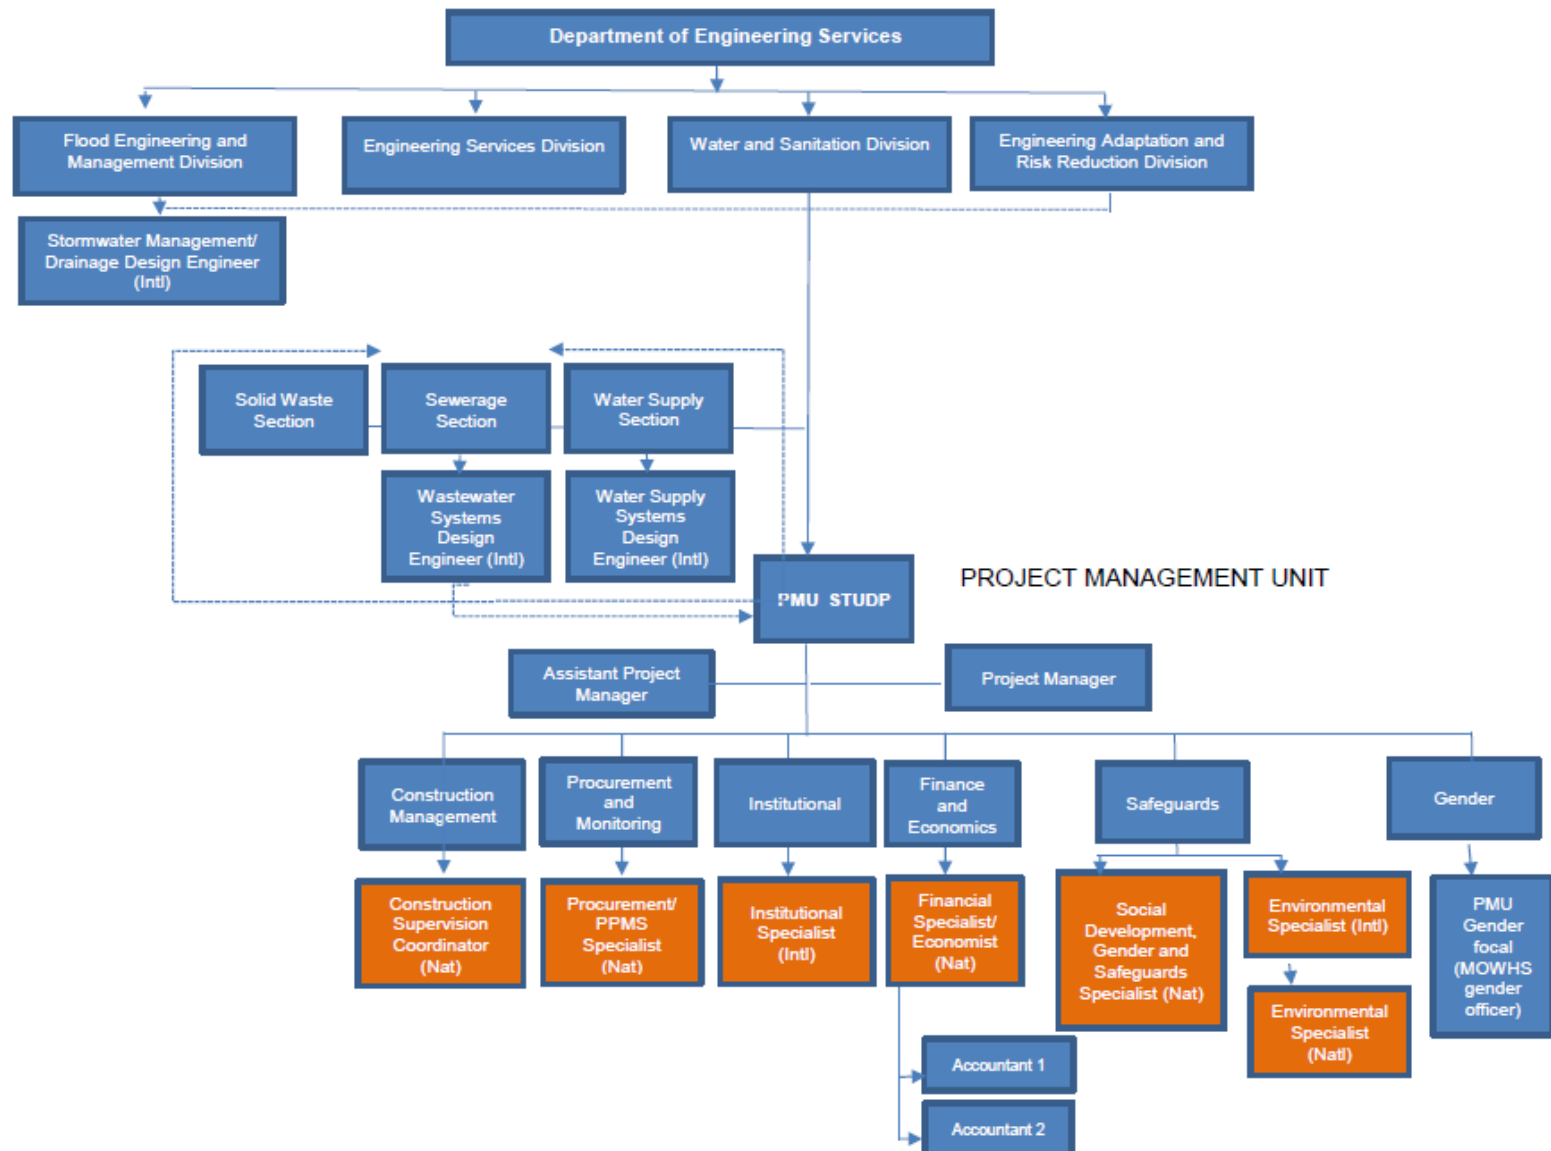 Department of Engineering Services
Flood Engineering and
Management Division
Engineering Services Division
Water and Sanitation Division
Engineering Adaptation and
Risk Reduction Division
Stormwater Management/
Drainage Design Engineer
(Intl)
Solid Waste
Section
Sewerage
Section
Water Supply
Section
Wastewater
Systems
Design
Engineer (Intl)
Water Supply
Systems
Design
Engineer (Intl)
PMU STUDP
PROJECT MANAGEMENT UNIT
Assistant Project
Manager
Project Manager
Construction
Management
Procurement
and
Monitoring
Institutional
Finance
and
Economics
Safeguards
Gender
Construction
Supervision
Coordinator
(Nat)
Procurement/
PPMS
Specialist
(Nat)
Institutional
Specialist
(Intl)
Financial
Specialist/
Economist
(Nat)
Social
Development,
Gender and
Safeguards
Specialist (Nat)
Environmental
Specialist (Intl)
Environmental
Specialist
(Natl)
PMU
Gender
focal
(MOWHS
gender
officer)
Accountant 1
Accountant 2